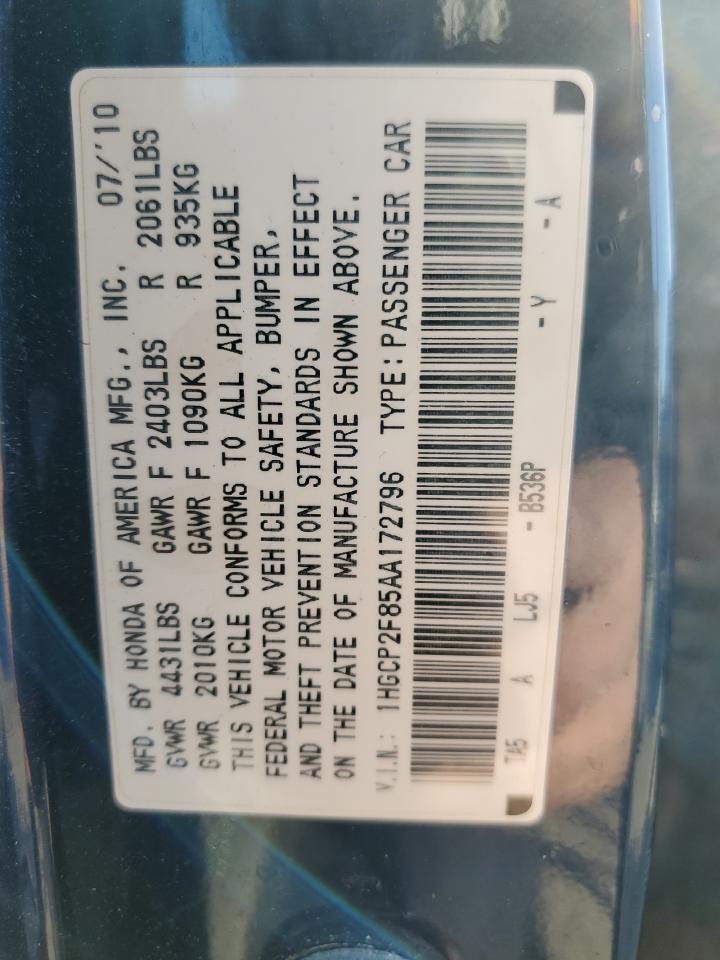 MFD. BY HONDA OF AMERICA MFG., INC. 07/'10
GVWR 4431LBS GAWR F 2403LBS R 2061LBS
GVWR 2010KG GAWR F 1090KG R 935KG
THIS VEHICLE CONFORMS TO ALL APPLICABLE
FEDERAL MOTOR VEHICLE SAFETY, BUMPER,
AND THEFT PREVENTION STANDARDS IN EFFECT
ON THE DATE OF MANUFACTURE SHOWN ABOVE.
V.I.N.: 1HGCP2F85AA172796 TYPE:PASSENGER CAR
TA5 A LJ5 -B536P -Y -A